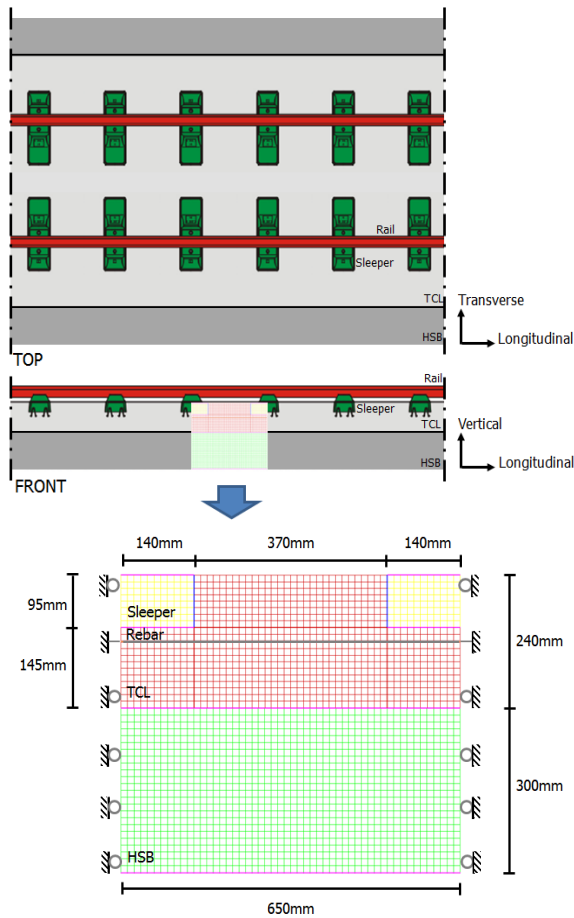 Rail
Sleeper
TCL
Transverse
HSB
Longitudinal
TOP
Rail
Sleeper
TCL
Vertical
HSB
Longitudinal
FRONT
140mm
370mm
140mm
95mm
Sleeper
Rebar
240mm
145mm
TCL
300mm
HSB
650mm